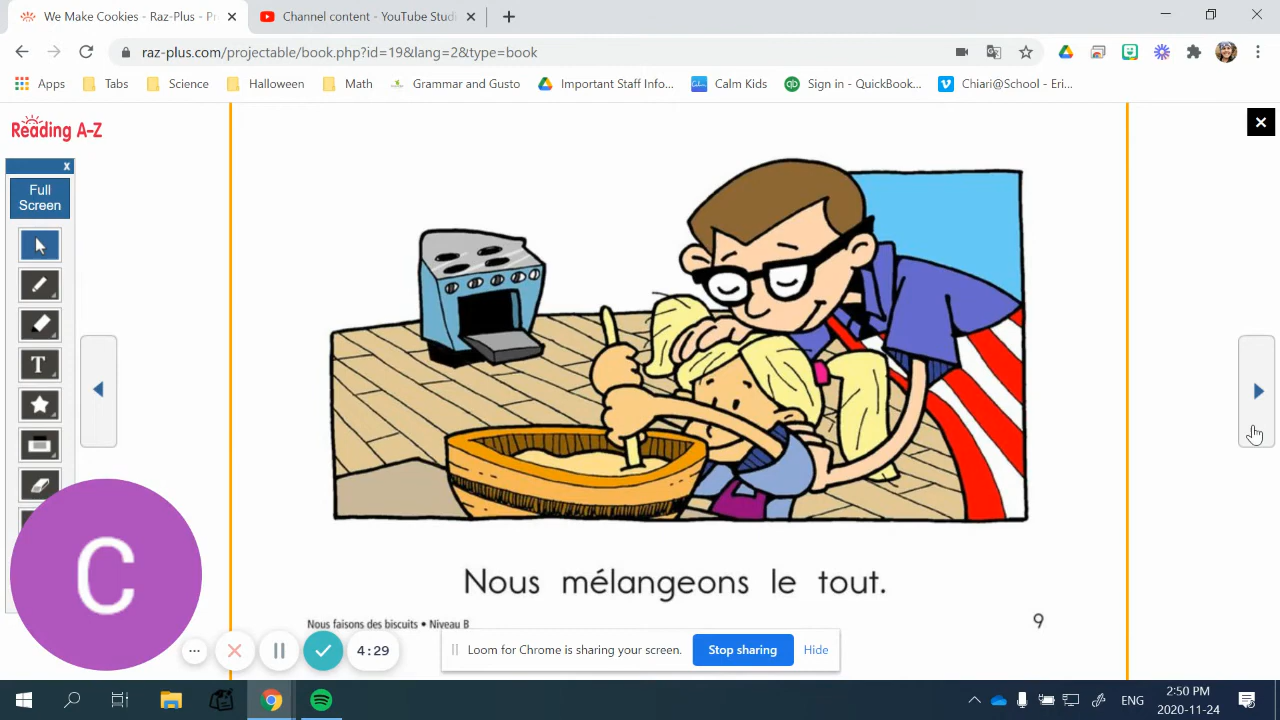 We Make Cookies - Raz-Plus - Pr
Channel content - YouTube Studi
raz-plus.com/projectable/book.php?id=19&lang=2&type=book
Apps
Tabs
Science
Halloween
Math
Grammar and Gusto
Important Staff Info...
Calm Kids
Sign in - QuickBook...
Chiari@School - Eri...
Reading A-Z
x
Full
Screen
T
C
Nous mélangeons le tout.
Nous faisons des biscuits • Niveau B
9
4:29
Loom for Chrome is sharing your screen.
Stop sharing
Hide
ENG
2:50 PM
2020-11-24